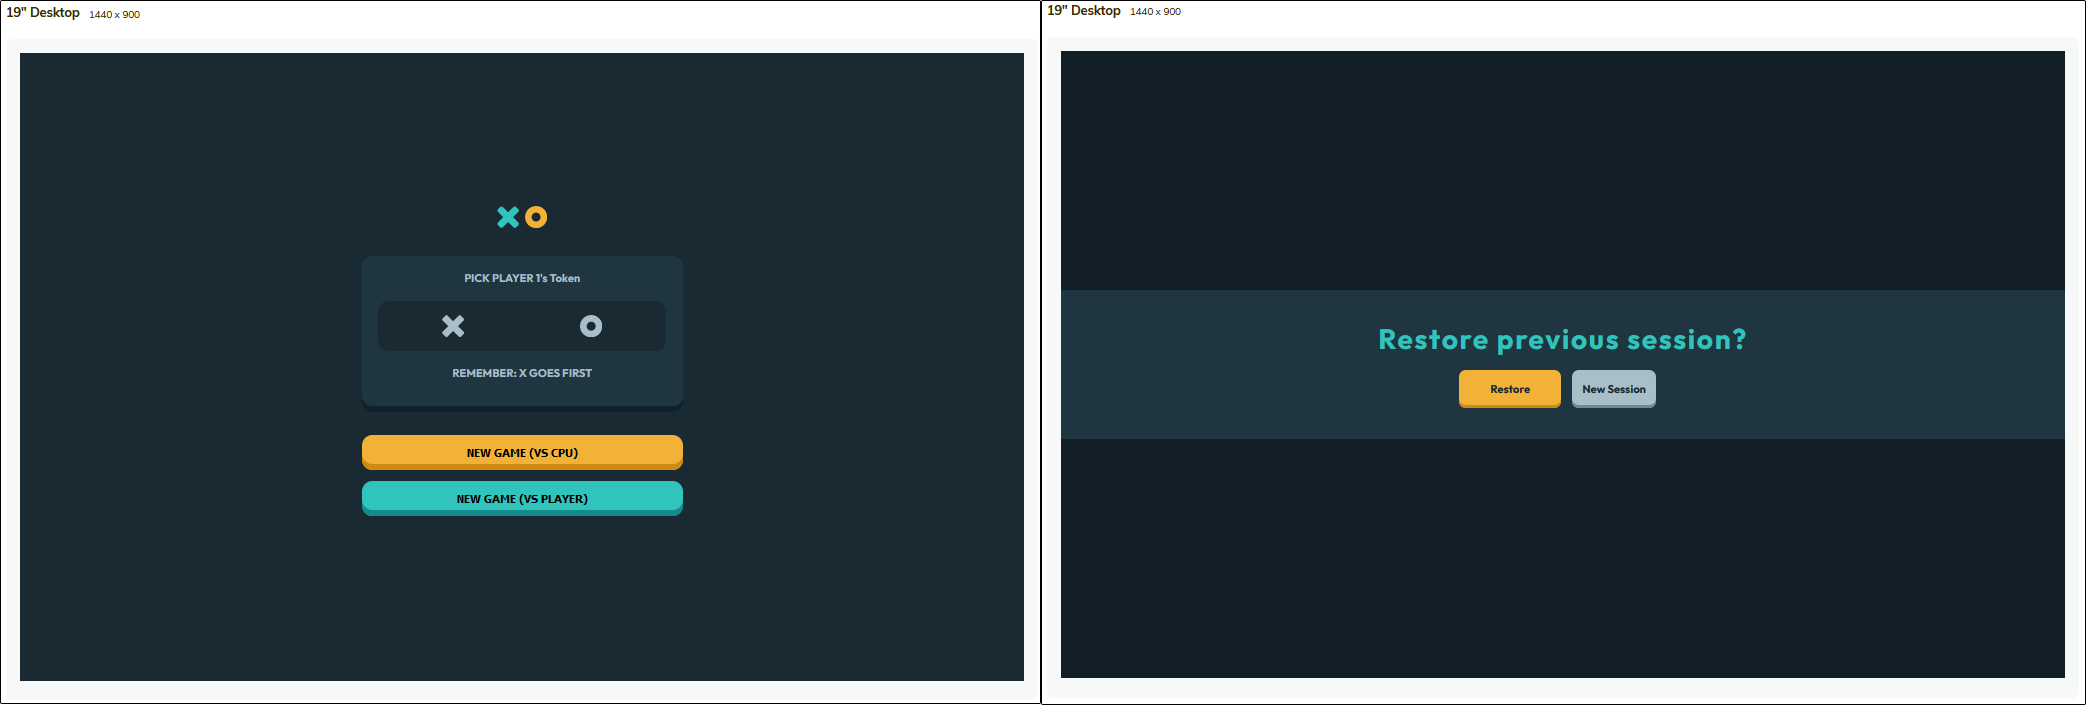 19" Desktop 1440 x 900
PICK PLAYER 1's Token
REMEMBER: X GOES FIRST
NEW GAME (VS CPU)
NEW GAME (VS PLAYER)
19" Desktop 1440 x 900
Restore previous session?
Restore New Session